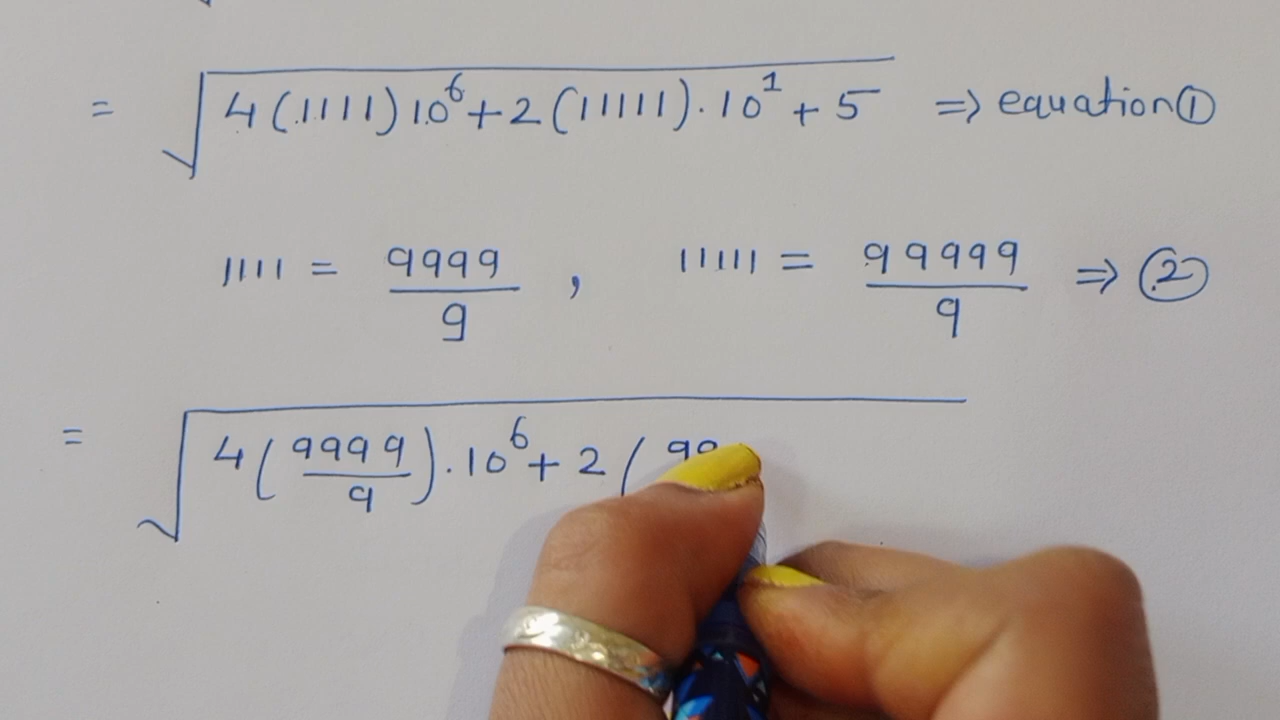 = √4(1111)10⁶+2(11111).10¹+5 => equation①
1111 = 9999/9 , 11111 = 99999/9 => ②
= √4(9999/9).10⁶+2(99